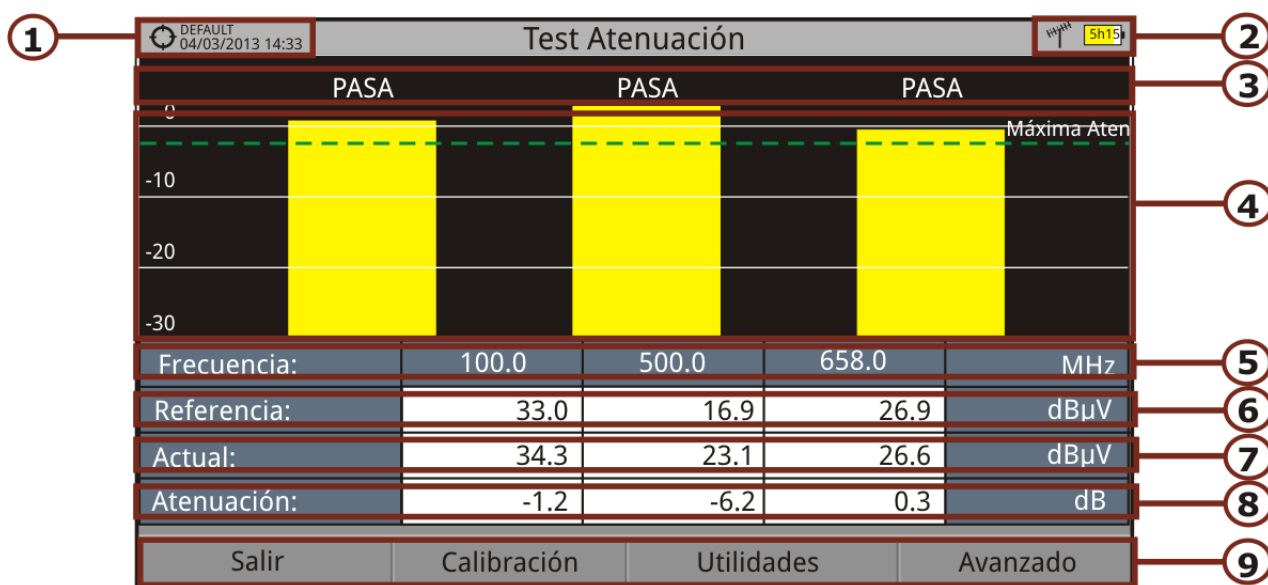 1
DEFAULT
04/03/2013 14:33
Test Atenuación
5h15
2
PASA PASA PASA
3
0
Máxima Aten
-10
4
-20
-30
Frecuencia: 100.0 500.0 658.0 MHz
5
Referencia: 33.0 16.9 26.9 dBµV
6
Actual: 34.3 23.1 26.6 dBµV
7
Atenuación: -1.2 -6.2 0.3 dB
8
Salir Calibración Utilidades Avanzado
9